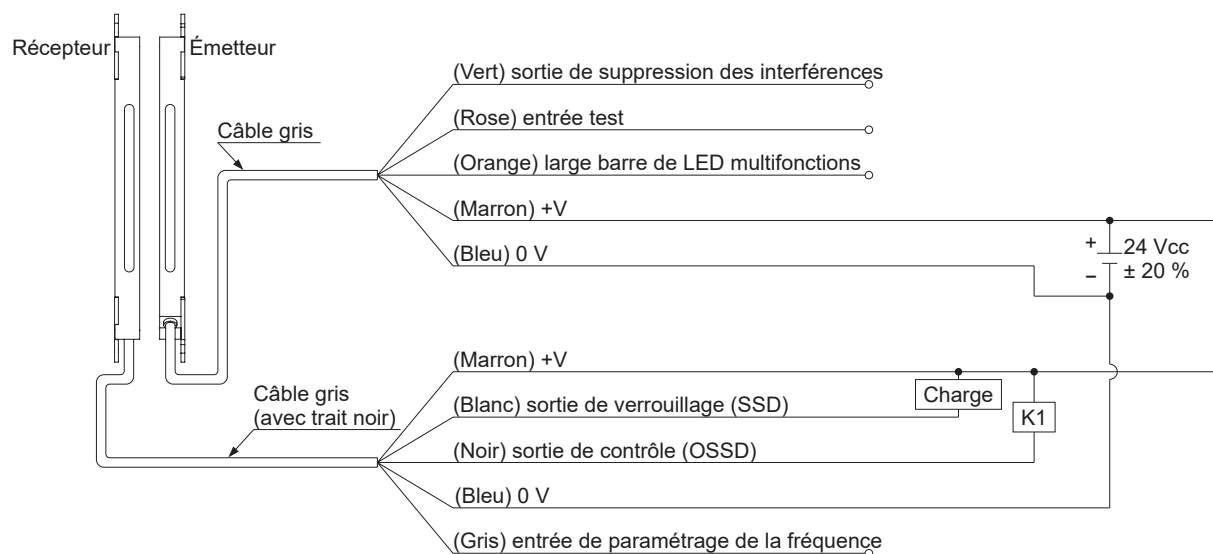 Récepteur
Émetteur
(Vert) sortie de suppression des interférences
(Rose) entrée test
Câble gris
(Orange) large barre de LED multifonctions
(Marron) +V
(Bleu) 0 V
+
24 Vcc
−
± 20 %
(Marron) +V
Câble gris
(avec trait noir)
(Blanc) sortie de verrouillage (SSD)
Charge
K1
(Noir) sortie de contrôle (OSSD)
(Bleu) 0 V
(Gris) entrée de paramétrage de la fréquence